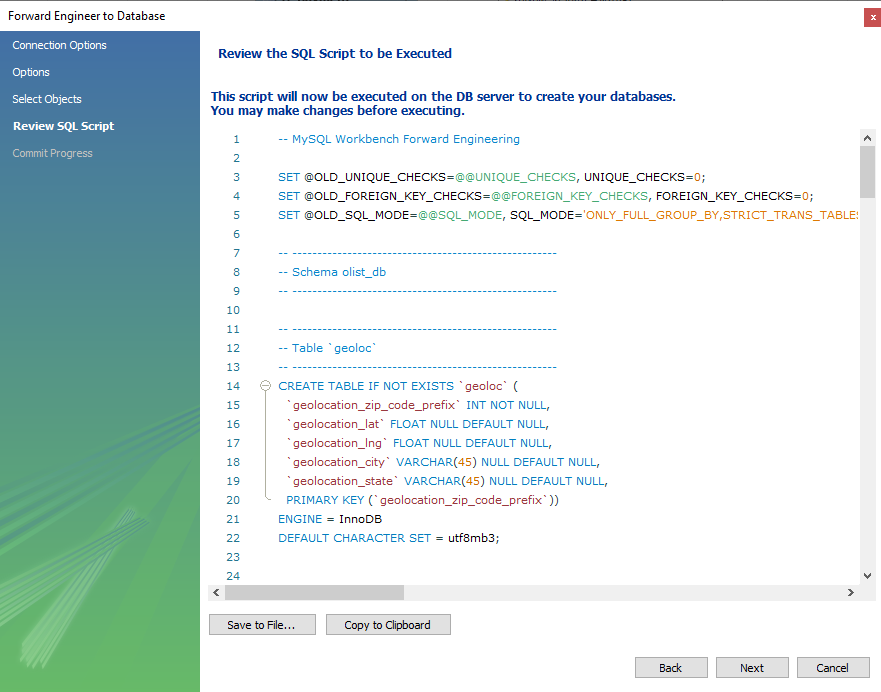 Forward Engineer to Database
x
Connection Options
Options
Select Objects
Review SQL Script
Commit Progress
Review the SQL Script to be Executed
This script will now be executed on the DB server to create your databases.
You may make changes before executing.
1 -- MySQL Workbench Forward Engineering
2
3 SET @OLD_UNIQUE_CHECKS=@@UNIQUE_CHECKS, UNIQUE_CHECKS=0;
4 SET @OLD_FOREIGN_KEY_CHECKS=@@FOREIGN_KEY_CHECKS, FOREIGN_KEY_CHECKS=0;
5 SET @OLD_SQL_MODE=@@SQL_MODE, SQL_MODE='ONLY_FULL_GROUP_BY,STRICT_TRANS_TABLES
6
7 -- -----------------------------------------------------
8 -- Schema olist_db
9 -- -----------------------------------------------------
10
11 -- -----------------------------------------------------
12 -- Table `geoloc`
13 -- -----------------------------------------------------
14 CREATE TABLE IF NOT EXISTS `geoloc` (
15 `geolocation_zip_code_prefix` INT NOT NULL,
16 `geolocation_lat` FLOAT NULL DEFAULT NULL,
17 `geolocation_lng` FLOAT NULL DEFAULT NULL,
18 `geolocation_city` VARCHAR(45) NULL DEFAULT NULL,
19 `geolocation_state` VARCHAR(45) NULL DEFAULT NULL,
20 PRIMARY KEY (`geolocation_zip_code_prefix`))
21 ENGINE = InnoDB
22 DEFAULT CHARACTER SET = utf8mb3;
23
24
Save to File... Copy to Clipboard
Back Next Cancel